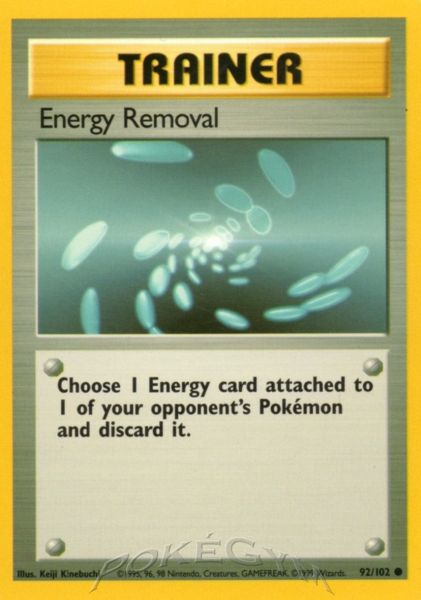 TRAINER
Energy Removal
Choose 1 Energy card attached to
1 of your opponent's Pokémon
and discard it.
Illus. Keiji Kinebuchi ©1995, 96, 98 Nintendo, Creatures, GAMEFREAK. ©1999 Wizards. 92/102 ●
POKÉGYM